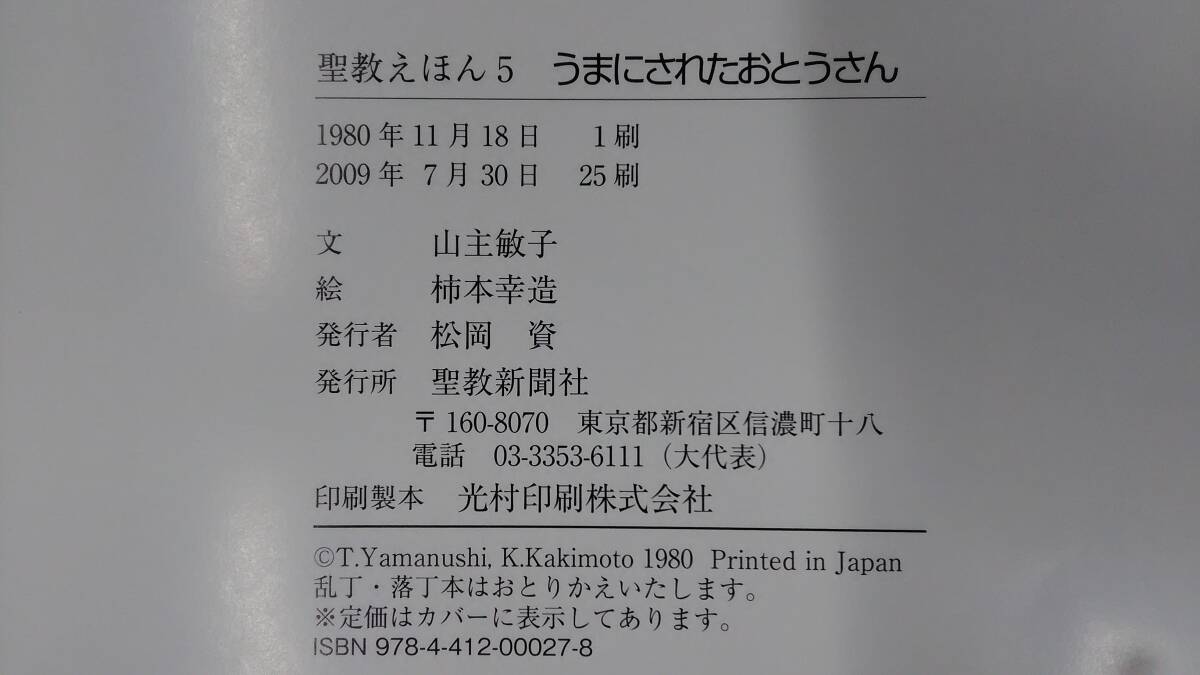 聖教えほん5 うまにされたおとうさん
1980年11月18日 1刷
2009年 7月30日 25刷
文 山主敏子
絵 柿本幸造
発行者 松岡 資
発行所 聖教新聞社
〒160-8070 東京都新宿区信濃町十八
電話 03-3353-6111（大代表）
印刷製本 光村印刷株式会社
©T.Yamanushi, K.Kakimoto 1980 Printed in Japan
乱丁・落丁本はおとりかえいたします。
※定価はカバーに表示してあります。
ISBN 978-4-412-00027-8